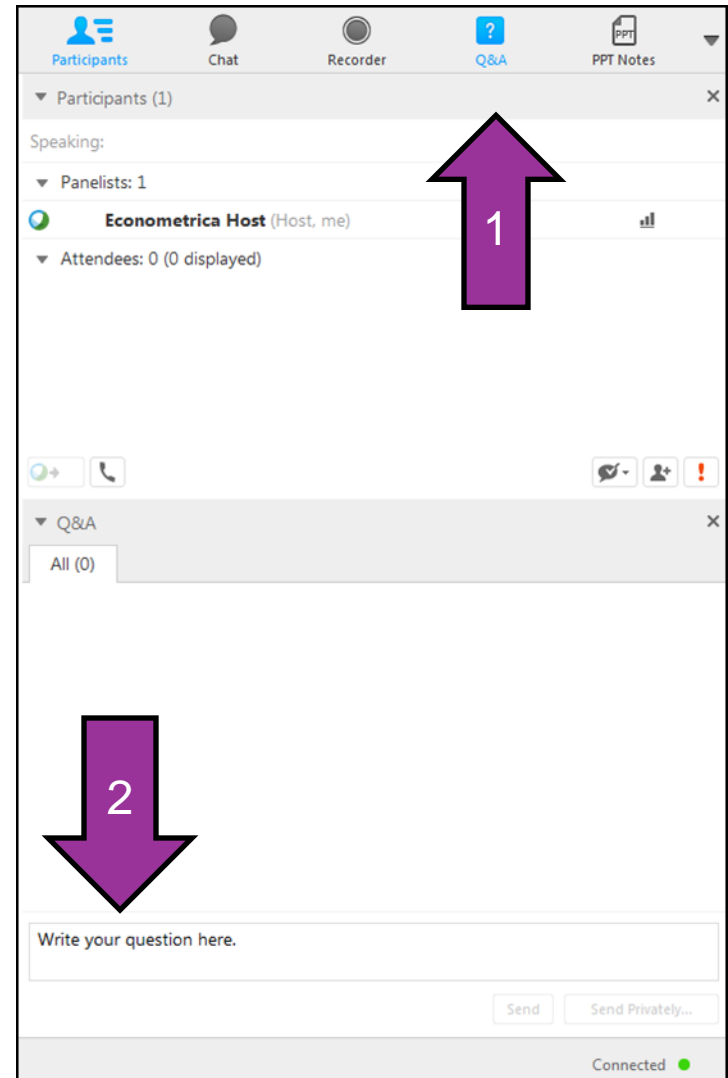 Participants Chat Recorder ? Q&A PPT PPT Notes
Participants (1)
Speaking:
Panelists: 1
Econometrica Host (Host, me)
1
Attendees: 0 (0 displayed)
!
Q&A
All (0)
2
Write your question here.
Send Send Privately...
Connected